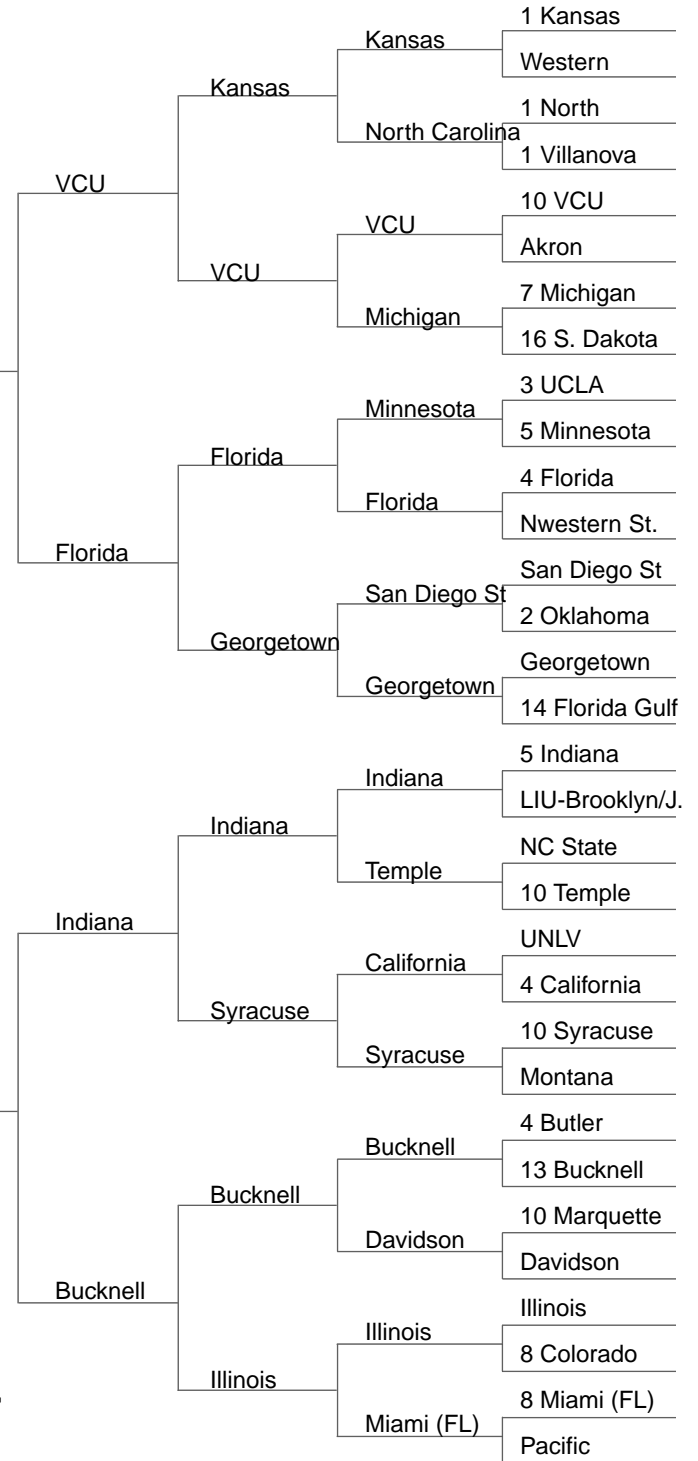 1 Kansas
Kansas
Western
Kansas
1 North
North Carolina
1 Villanova
VCU
10 VCU
VCU
Akron
VCU
7 Michigan
Michigan
16 S. Dakota
3 UCLA
Minnesota
5 Minnesota
Florida
4 Florida
Florida
Nwestern St.
Florida
San Diego St
San Diego St
2 Oklahoma
Georgetown
Georgetown
Georgetown
14 Florida Gulf
5 Indiana
Indiana
LIU-Brooklyn/J.
Indiana
NC State
Temple
10 Temple
Indiana
UNLV
California
4 California
Syracuse
10 Syracuse
Syracuse
Montana
4 Butler
Bucknell
13 Bucknell
Bucknell
10 Marquette
Davidson
Davidson
Bucknell
Illinois
Illinois
8 Colorado
Illinois
8 Miami (FL)
Miami (FL)
Pacific